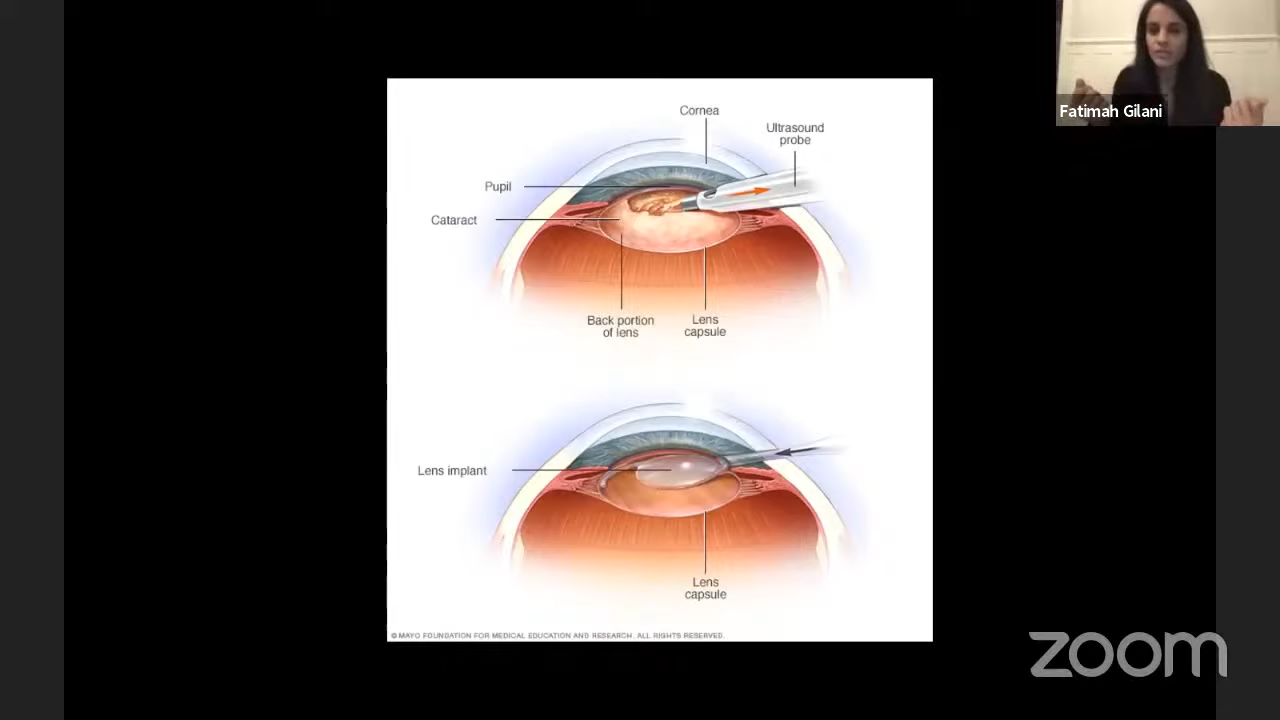 Fatimah Gilani
Cornea
Ultrasound
probe
Pupil
Cataract
Back portion
of lens
Lens
capsule
Lens implant
Lens
capsule
© MAYO FOUNDATION FOR MEDICAL EDUCATION AND RESEARCH. ALL RIGHTS RESERVED.
zoom